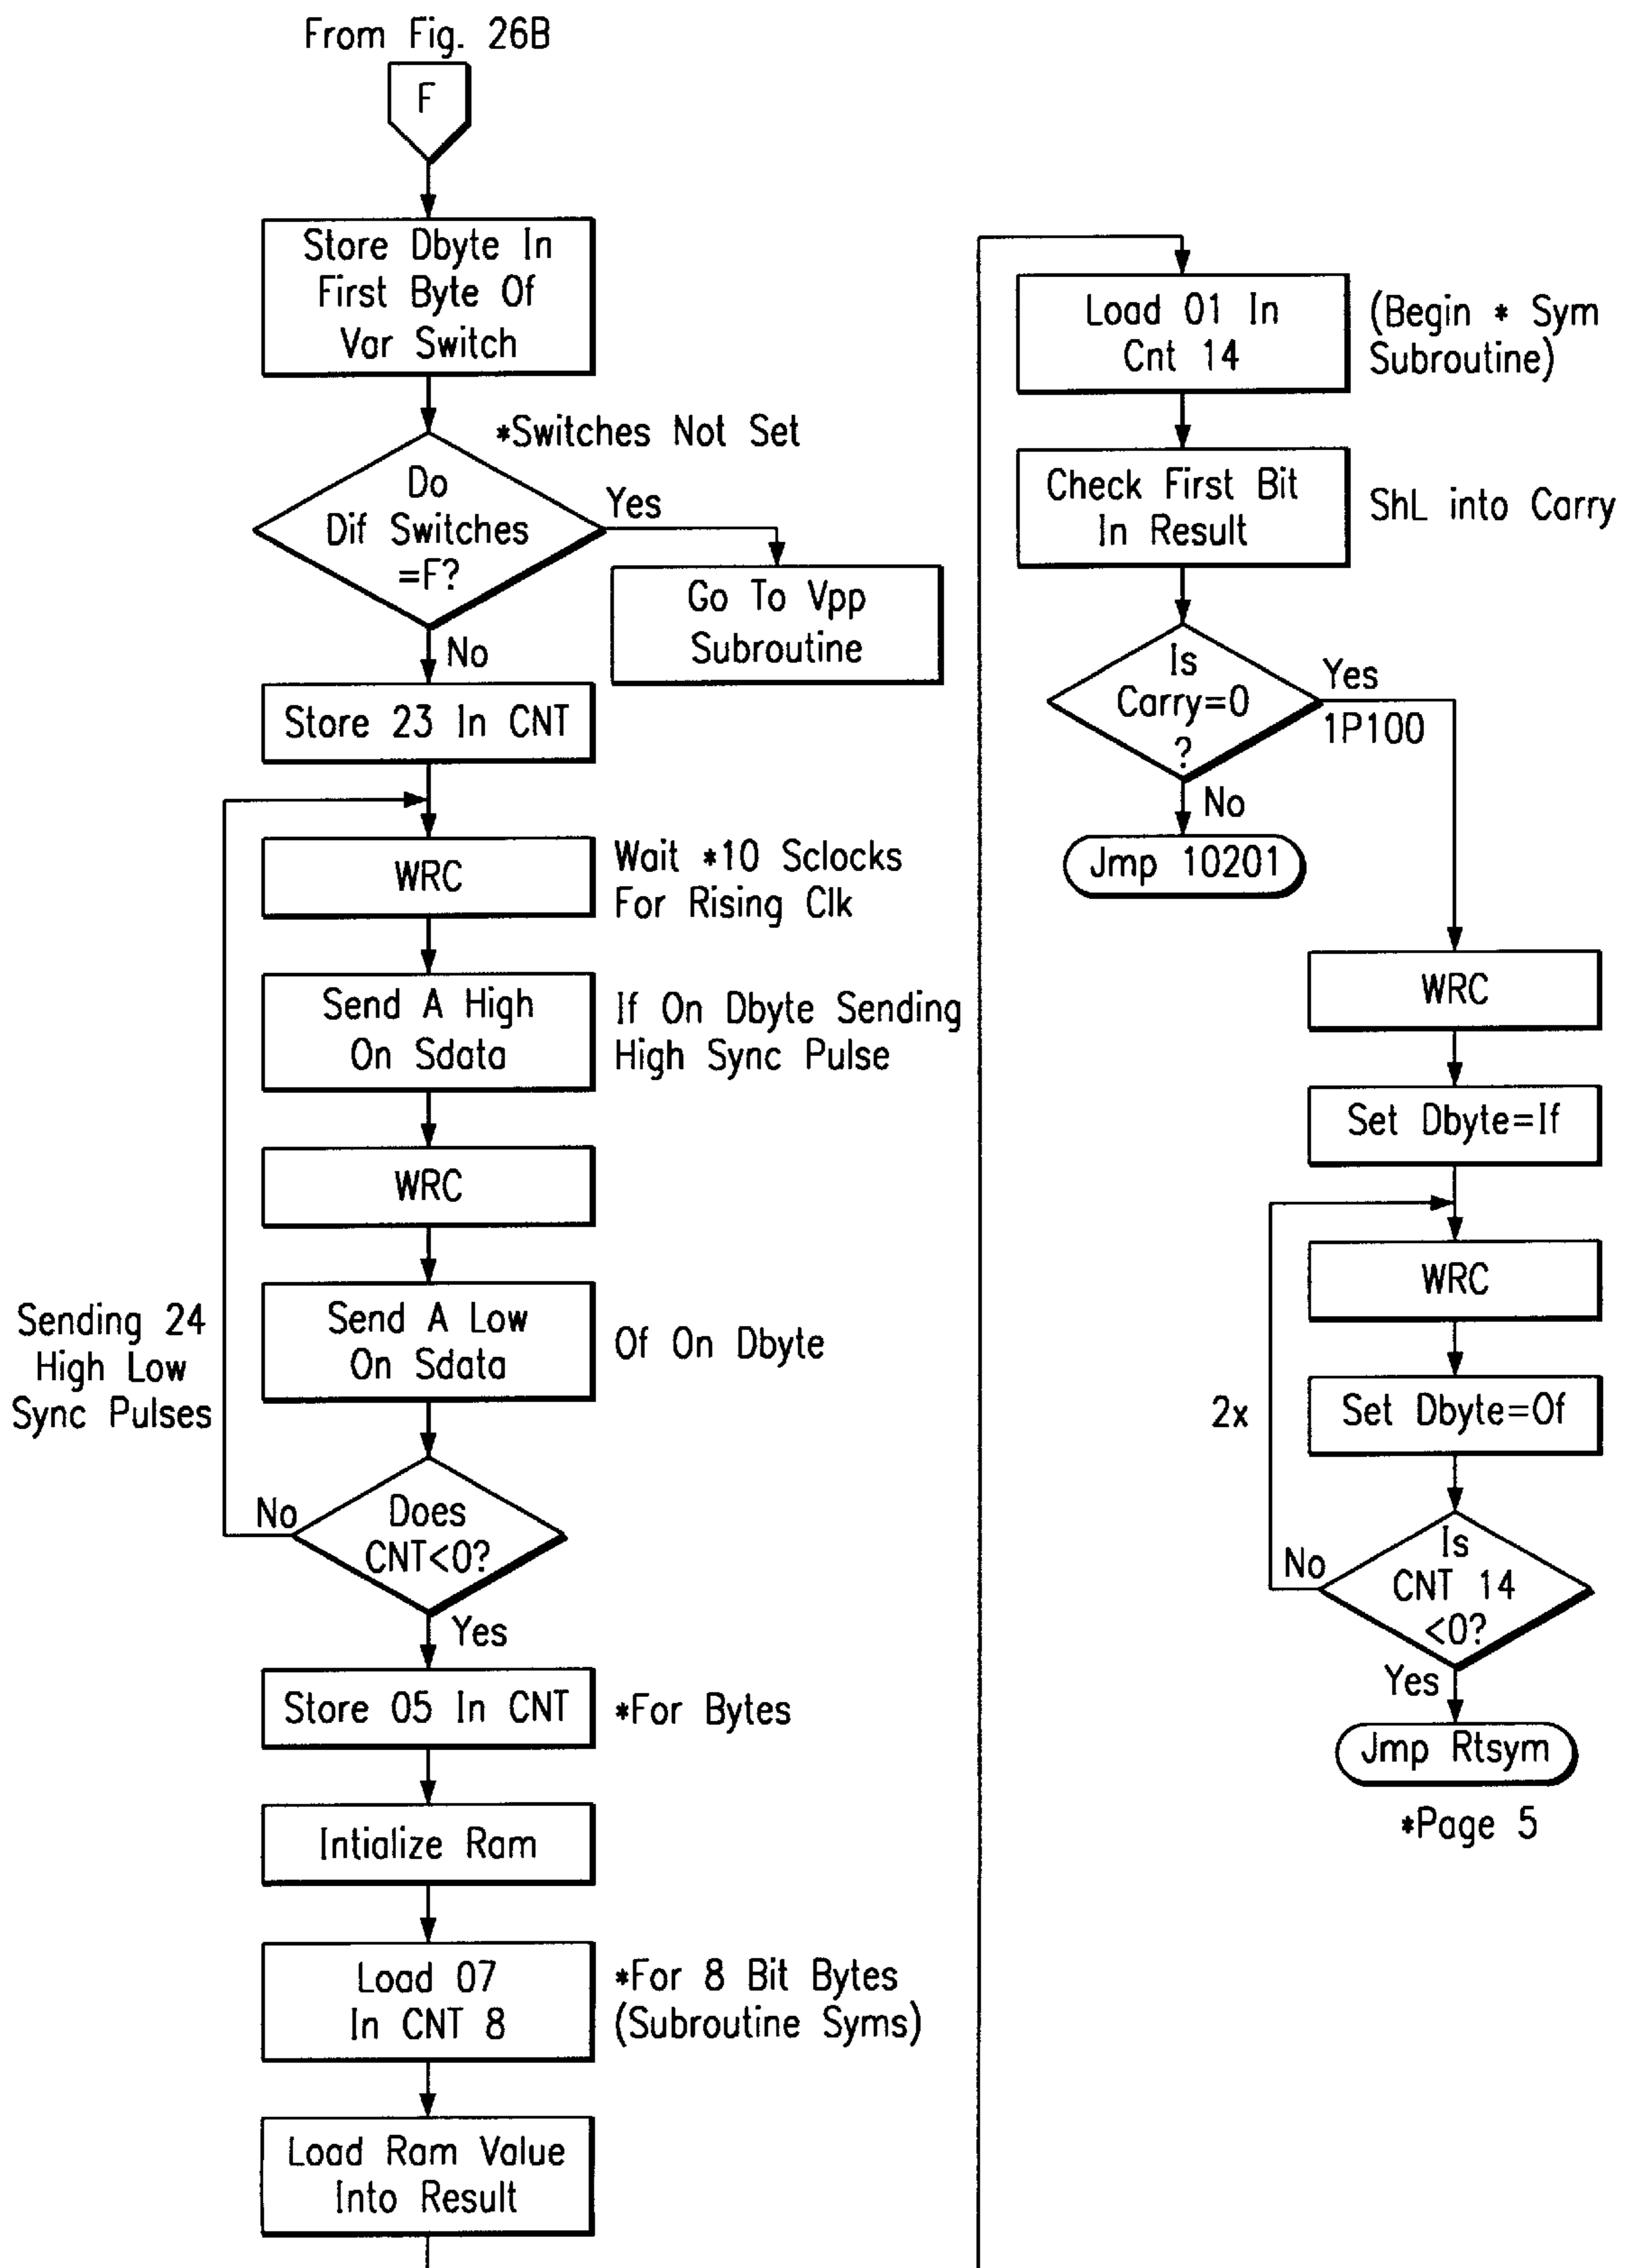 From Fig. 26B
F
Store Dbyte In
First Byte Of
Var Switch
*Switches Not Set
Do
Dif Switches
=F?
Yes
Go To Vpp
Subroutine
No
Store 23 In CNT
WRC
Wait *10 Sclocks
For Rising Clk
Send A High
On Sdata
If On Dbyte Sending
High Sync Pulse
WRC
Send A Low
On Sdata
Of On Dbyte
Sending 24
High Low
Sync Pulses
Does
CNT<0?
No
Yes
Store 05 In CNT
*For Bytes
Intialize Ram
Load 07
In CNT 8
*For 8 Bit Bytes
(Subroutine Syms)
Load Ram Value
Into Result
Load 01 In
Cnt 14
(Begin * Sym
Subroutine)
Check First Bit
In Result
ShL into Carry
Is
Carry=0
?
Yes
1P100
No
Jmp 10201
WRC
Set Dbyte=If
WRC
Set Dbyte=Of
2x
Is
CNT 14
<0?
No
Yes
Jmp Rtsym
*Page 5